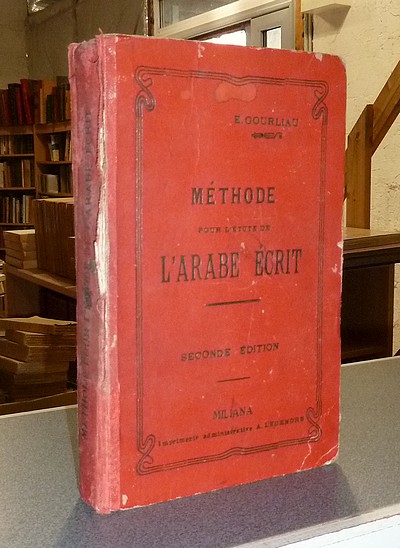 E. GOURLIAU
MÉTHODE
POUR L'ÉTUDE DE
L'ARABE ÉCRIT
SECONDE ÉDITION
MILIANA
Imprimerie administrative A. LEGENDRE